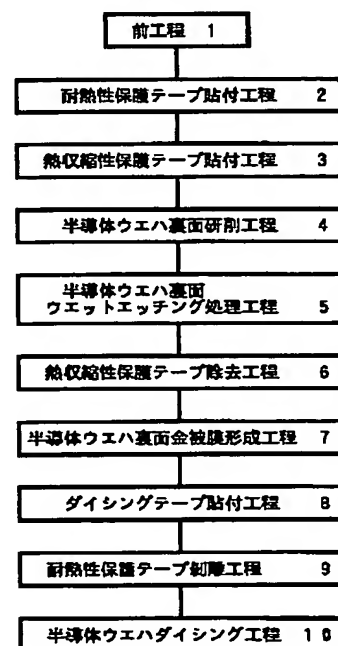 前工程 1
耐熱性保護テープ貼付工程 2
熱収縮性保護テープ貼付工程 3
半導体ウエハ裏面研削工程 4
半導体ウエハ裏面
ウエットエッチング処理工程 5
熱収縮性保護テープ除去工程 6
半導体ウエハ裏面金被膜形成工程 7
ダイシングテープ貼付工程 8
耐熱性保護テープ剝離工程 9
半導体ウエハダイシング工程 10